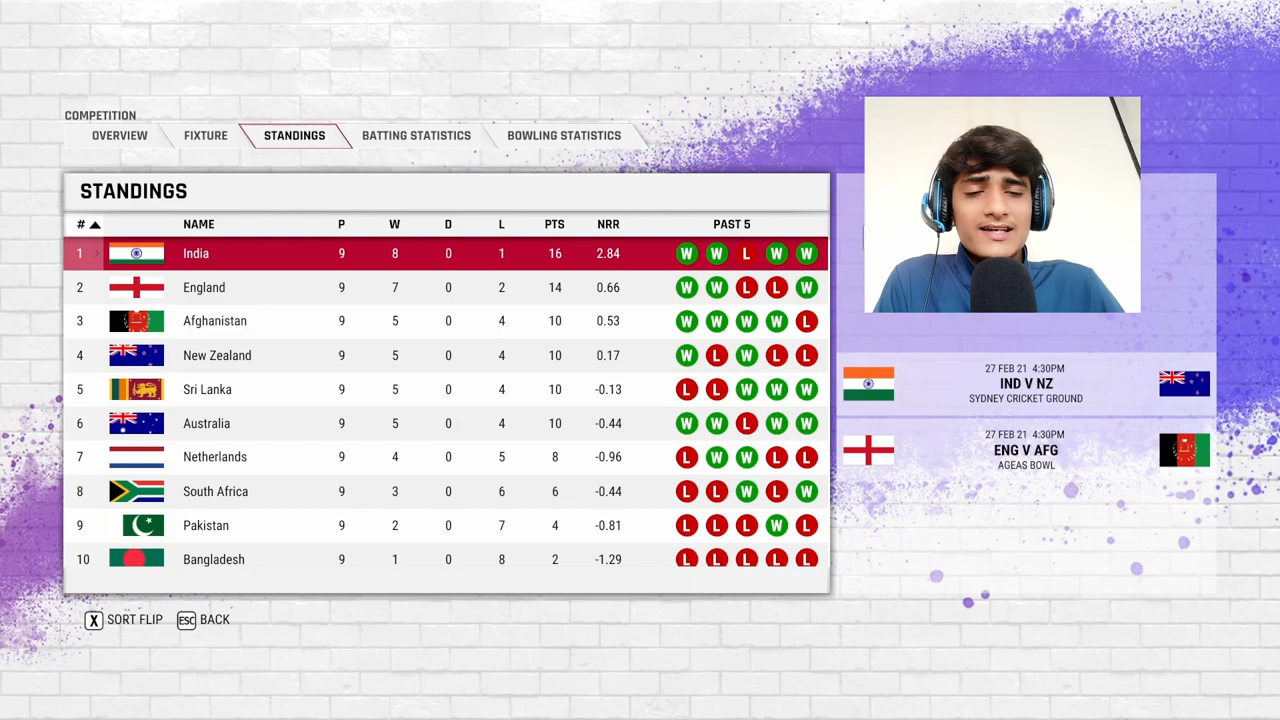 COMPETITION
OVERVIEW FIXTURE STANDINGS BATTING STATISTICS BOWLING STATISTICS
STANDINGS
# NAME P W D L PTS NRR PAST 5
1 India 9 8 0 1 16 2.84 W W L W W
2 England 9 7 0 2 14 0.66 W W L L W
3 Afghanistan 9 5 0 4 10 0.53 W W W W L
4 New Zealand 9 5 0 4 10 0.17 W L W L L
5 Sri Lanka 9 5 0 4 10 -0.13 L L W W W
6 Australia 9 5 0 4 10 -0.44 W W L W W
7 Netherlands 9 4 0 5 8 -0.96 L W W L L
8 South Africa 9 3 0 6 6 -0.44 L L W L W
9 Pakistan 9 2 0 7 4 -0.81 L L L W L
10 Bangladesh 9 1 0 8 2 -1.29 L L L L L
27 FEB 21 4:30PM
IND V NZ
SYDNEY CRICKET GROUND
27 FEB 21 4:30PM
ENG V AFG
AGEAS BOWL
X SORT FLIP ESC BACK